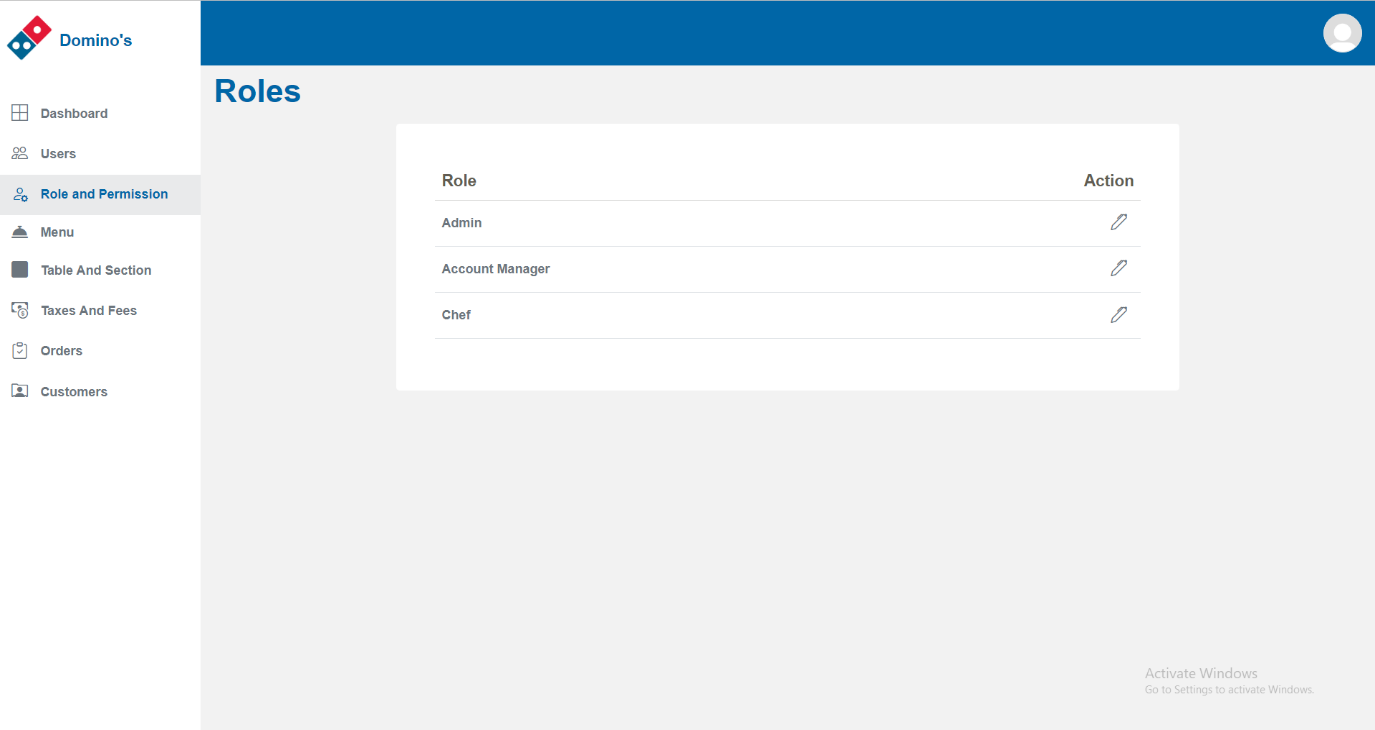 Domino's
Dashboard
Users
Role and Permission
Menu
Table And Section
Taxes And Fees
Orders
Customers
Roles
Role Action
Admin
Account Manager
Chef
Activate Windows
Go to Settings to activate Windows.